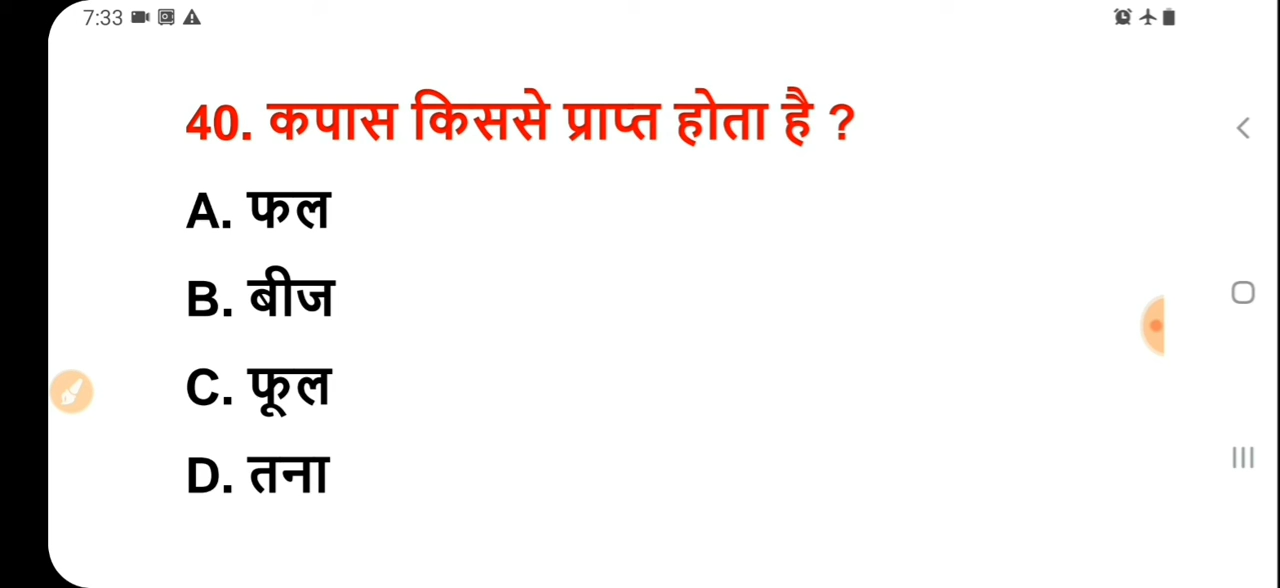 7:33
40. कपास किससे प्राप्त होता है ?
A. फल
B. बीज
C. फूल
D. तना